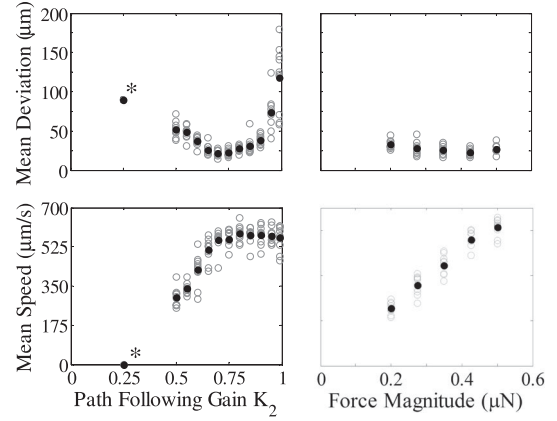 200
150
100
50
0
Mean Deviation (μm)
*
700
525
350
175
0
Mean Speed (μm/s)
*
0 0.25 0.5 0.75 1
Path Following Gain K2
0 0.2 0.4 0.6
Force Magnitude (μN)